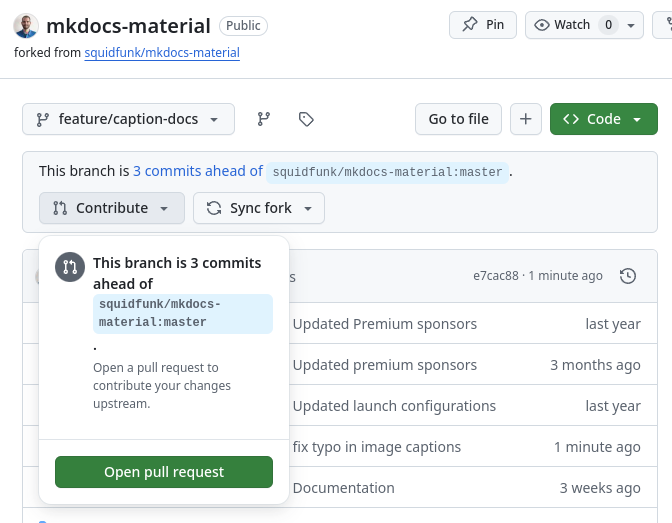 mkdocs-material Public Pin Watch 0
forked from squidfunk/mkdocs-material
feature/caption-docs Go to file Code
This branch is 3 commits ahead of squidfunk/mkdocs-material:master.
Contribute Sync fork
This branch is 3 commits
ahead of
squidfunk/mkdocs-
material:master
.
Open a pull request to
contribute your changes
upstream.
Open pull request
s e7cac88 · 1 minute ago
Updated Premium sponsors last year
Updated premium sponsors 3 months ago
Updated launch configurations last year
fix typo in image captions 1 minute ago
Documentation 3 weeks ago